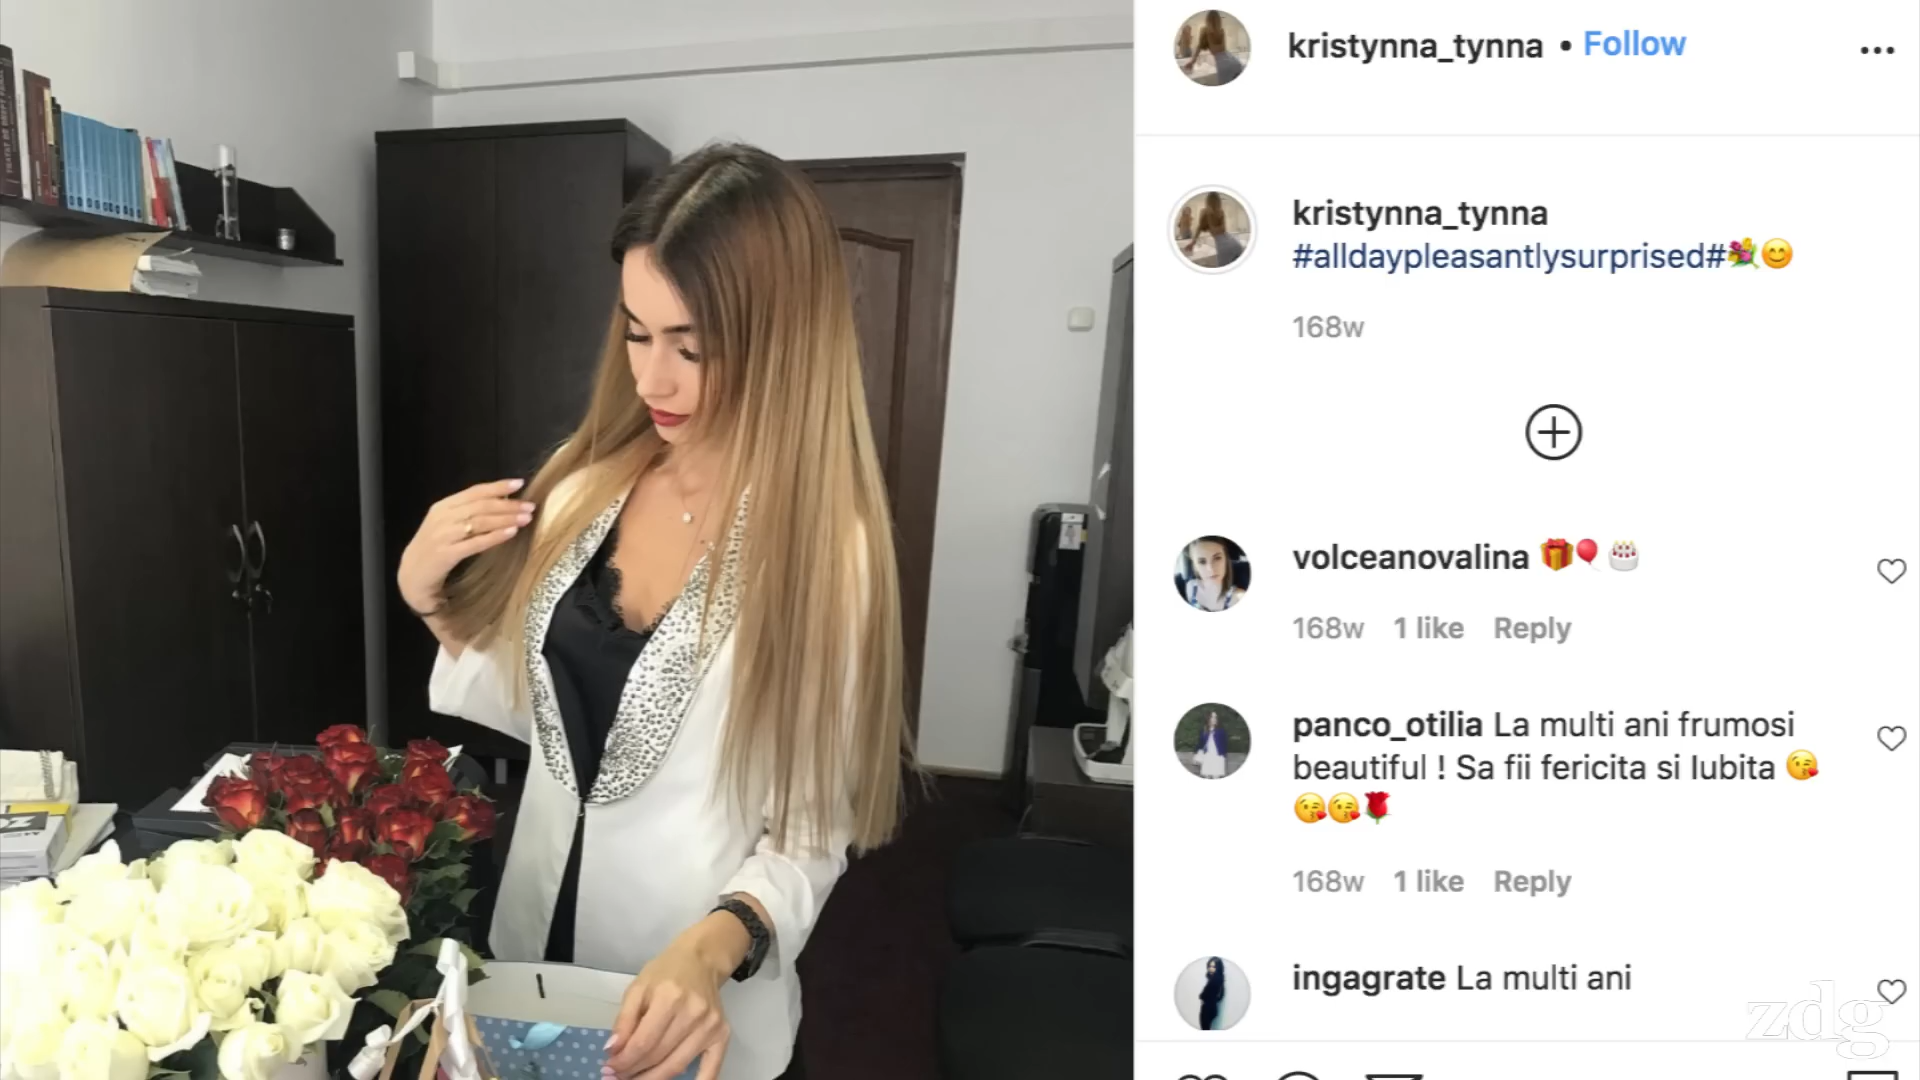 kristynna_tynna • Follow
kristynna_tynna
#alldaypleasantlysurprised#💐😊
168w
volceanovalina 🎁🎈🎂
168w 1 like Reply
panco_otilia La multi ani frumosi
beautiful ! Sa fii fericita si Iubita 😘
😘😘🌹
168w 1 like Reply
ingagrate La multi ani
zdg